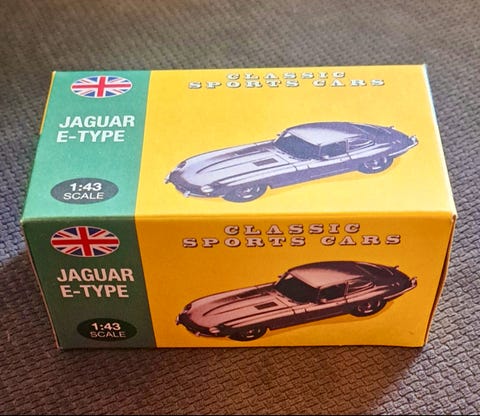 CLASSIC
SPORTS CARS
JAGUAR
E-TYPE
1:43
SCALE
CLASSIC
SPORTS CARS
JAGUAR
E-TYPE
1:43
SCALE